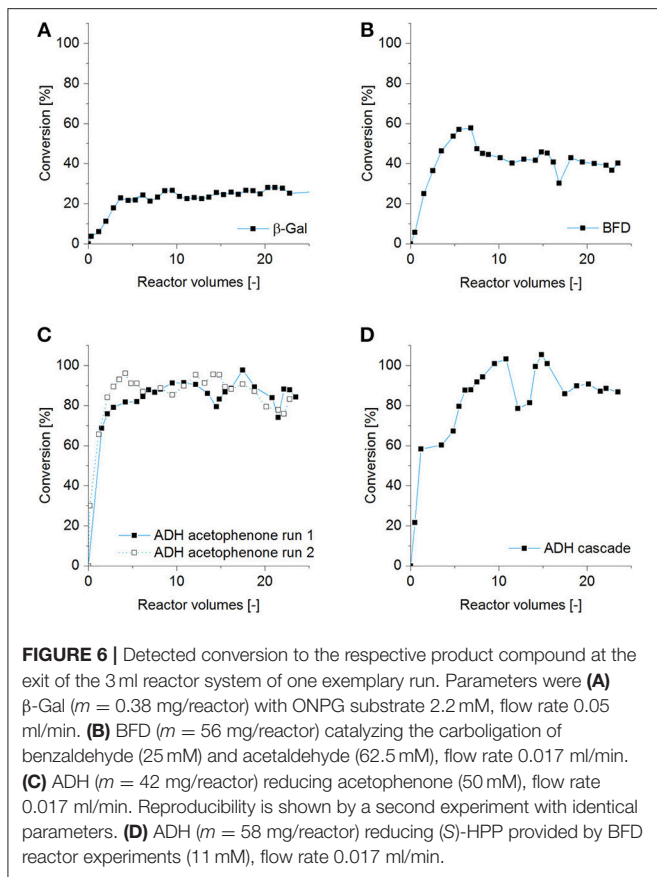 A
100
80
60
40
20
0
Conversion [%]
0 10 20
Reactor volumes [-]
β-Gal
B
100
80
60
40
20
0
Conversion [%]
0 10 20
Reactor volumes [-]
BFD
C
100
80
60
40
20
0
Conversion [%]
0 10 20
Reactor volumes [-]
ADH acetophenone run 1
ADH acetophenone run 2
D
100
80
60
40
20
0
Conversion [%]
0 10 20
Reactor volumes [-]
ADH cascade
FIGURE 6 | Detected conversion to the respective product compound at the
exit of the 3 ml reactor system of one exemplary run. Parameters were (A)
β-Gal (m = 0.38 mg/reactor) with ONPG substrate 2.2 mM, flow rate 0.05
ml/min. (B) BFD (m = 56 mg/reactor) catalyzing the carboligation of
benzaldehyde (25 mM) and acetaldehyde (62.5 mM), flow rate 0.017 ml/min.
(C) ADH (m = 42 mg/reactor) reducing acetophenone (50 mM), flow rate
0.017 ml/min. Reproducibility is shown by a second experiment with identical
parameters. (D) ADH (m = 58 mg/reactor) reducing (S)-HPP provided by BFD
reactor experiments (11 mM), flow rate 0.017 ml/min.